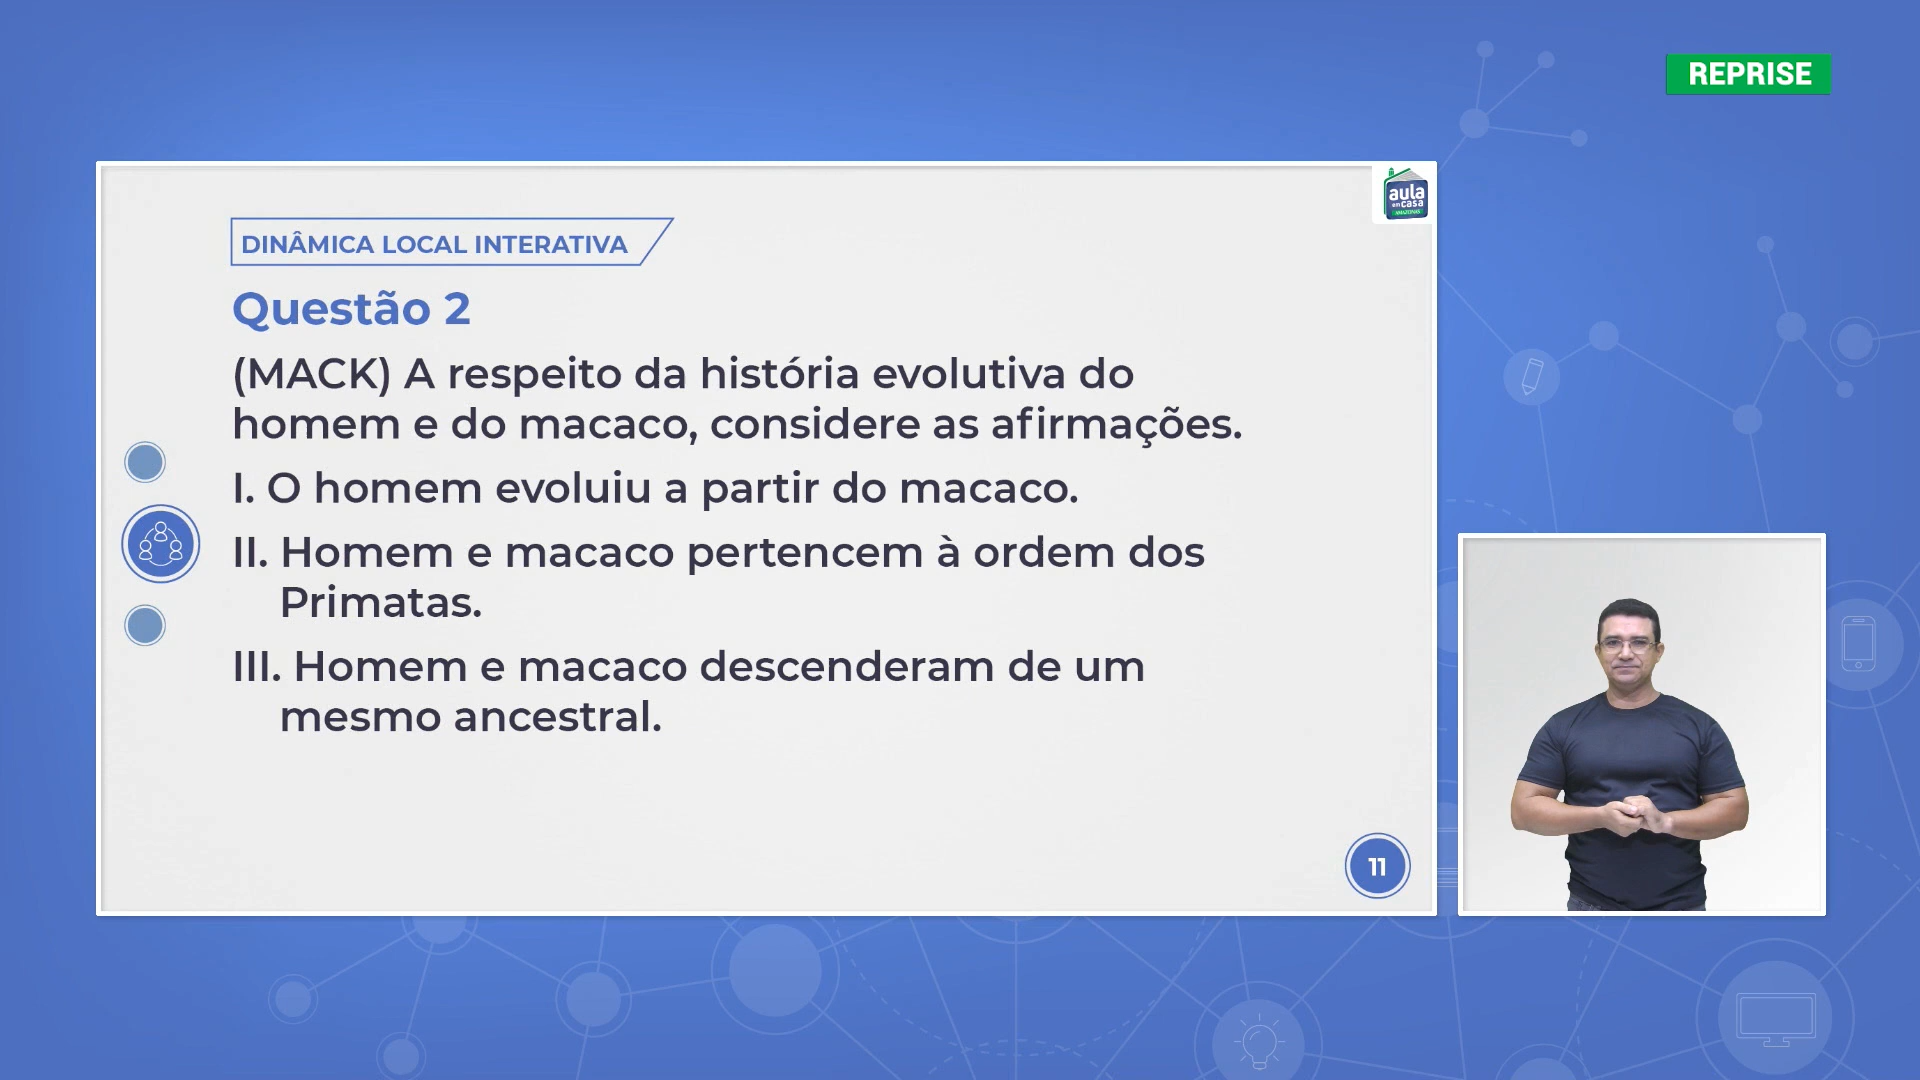 REPRISE
aula
em casa
AMAZONAS
DINÂMICA LOCAL INTERATIVA
Questão 2
(MACK) A respeito da história evolutiva do
homem e do macaco, considere as afirmações.
I. O homem evoluiu a partir do macaco.
II. Homem e macaco pertencem à ordem dos
Primatas.
III. Homem e macaco descenderam de um
mesmo ancestral.
11